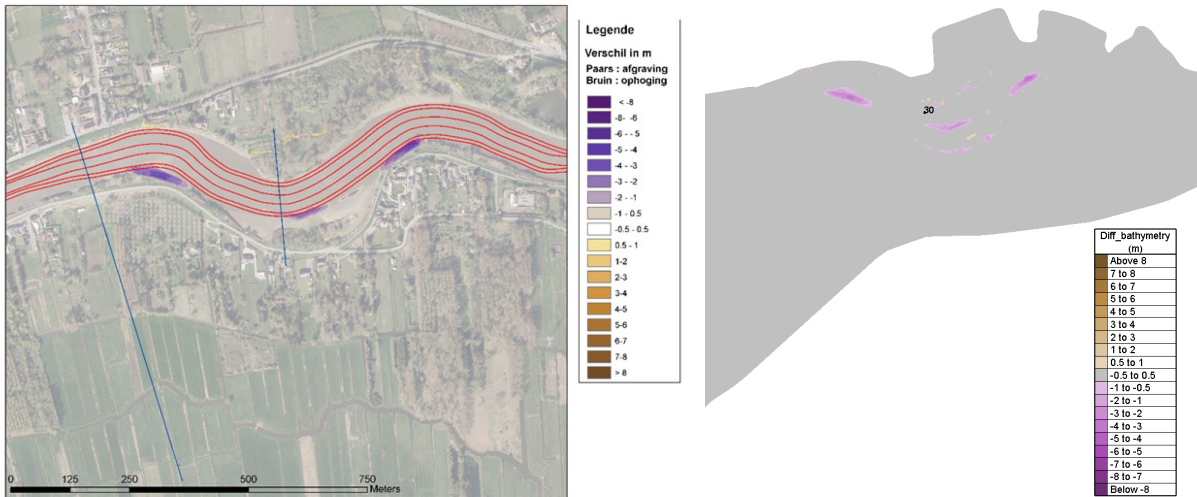 Legende
Verschil in m
Paars : afgraving
Bruin : ophoging
< -8
-8- -6
-6 - -5
-5 - -4
-4 - -3
-3 - -2
-2 - -1
-1 - 0.5
-0.5 - 0.5
0.5 - 1
1-2
2-3
3-4
4-5
5-6
6-7
7-8
> 8
0 125 250 500 750
Meters
30
Diff_bathymetry
(m)
Above 8
7 to 8
6 to 7
5 to 6
4 to 5
3 to 4
2 to 3
1 to 2
0.5 to 1
-0.5 to 0.5
-1 to -0.5
-2 to -1
-3 to -2
-4 to -3
-5 to -4
-6 to -5
-7 to -6
-8 to -7
Below -8